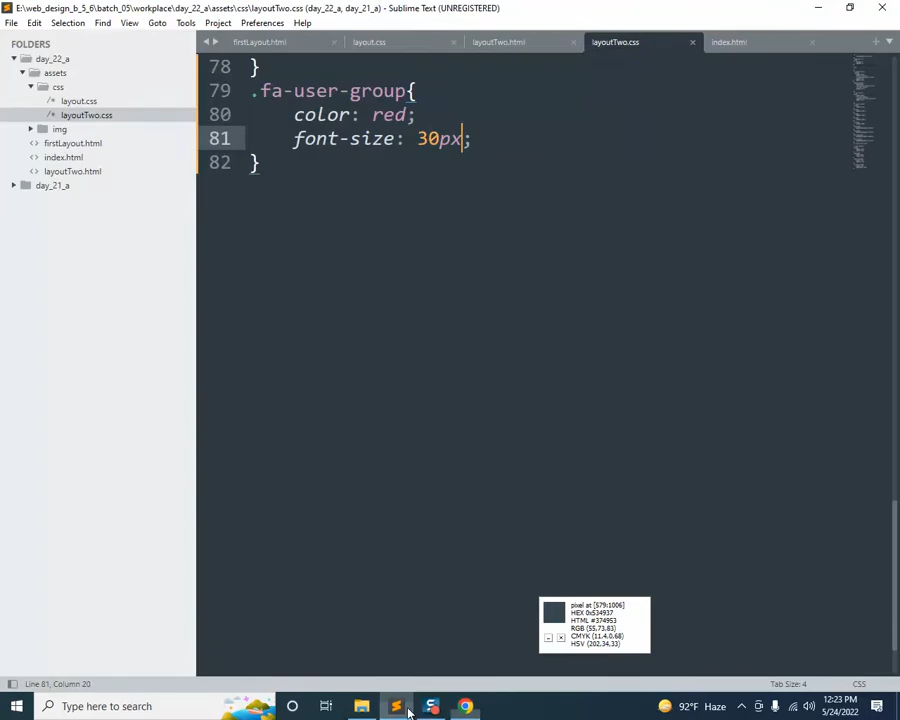 E:\web_design_b_5_6\batch_05\workplace\day_22_a\assets\css\layoutTwo.css (day_22_a, day_21_a) - Sublime Text (UNREGISTERED)
File Edit Selection Find View Goto Tools Project Preferences Help
FOLDERS
day_22_a
assets
css
/* layout.css
/* layoutTwo.css
img
<> firstLayout.html
<> index.html
<> layoutTwo.html
day_21_a
firstLayout.html × layout.css × layoutTwo.html × layoutTwo.css × index.html ×
78 }
79 .fa-user-group{
80 color: red;
81 font-size: 30px;
82 }
pixel at [579:1006]
HEX 0x534937
HTML #374953
RGB (55,73,83)
CMYK (11.4.0.68)
HSV (202,34,33)
Line 81, Column 20
Tab Size: 4
CSS
Type here to search
92°F Haze
12:23 PM
5/24/2022